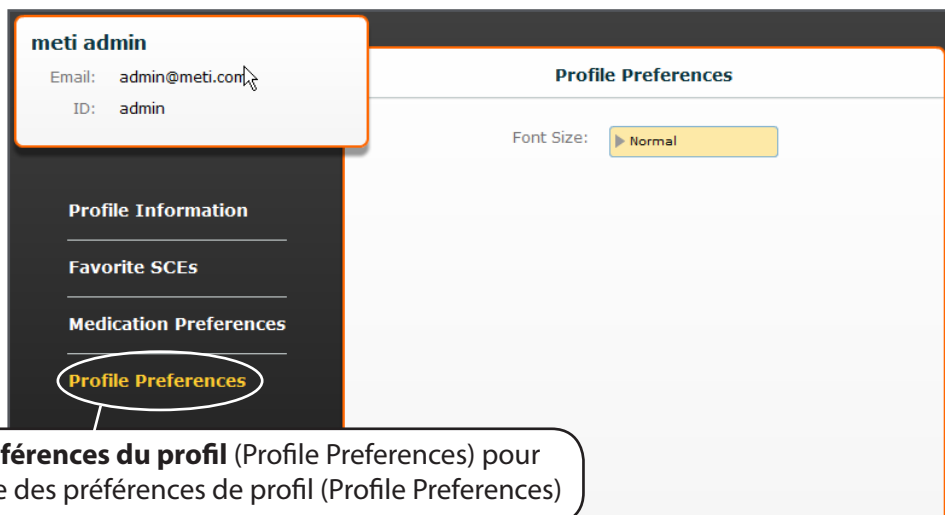 meti admin
Email: admin@meti.com
ID: admin
Profile Preferences
Font Size: Normal
Profile Information
Favorite SCEs
Medication Preferences
Profile Preferences
férences du profil (Profile Preferences) pour
e des préférences de profil (Profile Preferences)